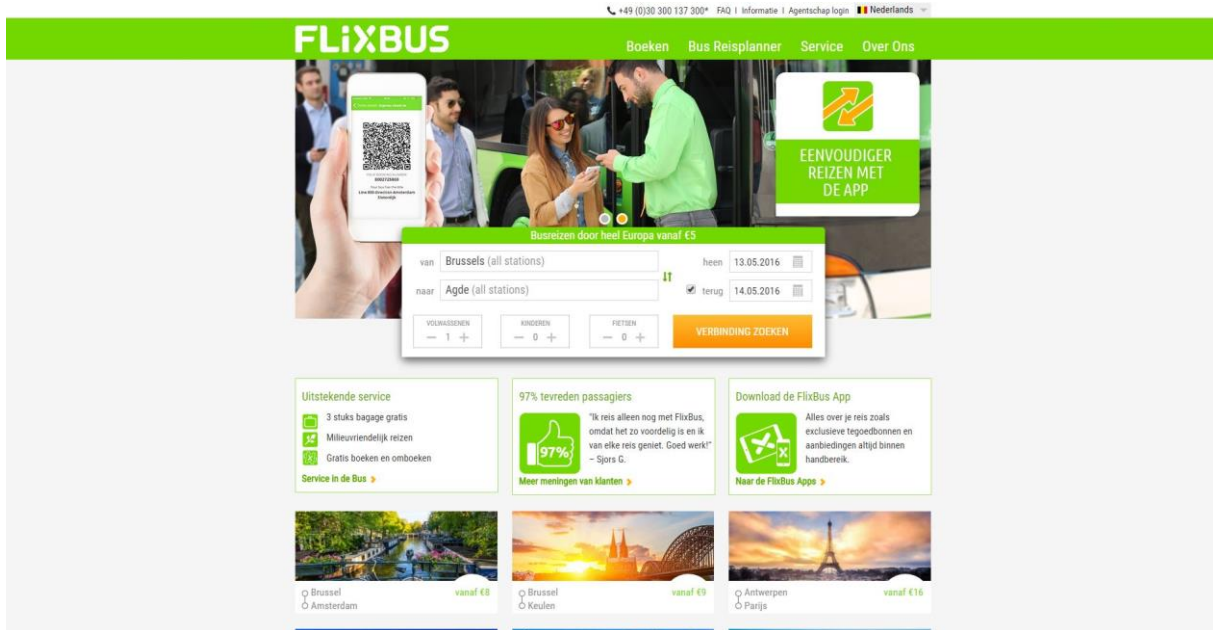 +49 (0)30 300 137 300* FAQ | Informatie | Agentschap login Nederlands
FLiXBUS
Boeken Bus Reisplanner Service Over Ons
EENVOUDIGER
REIZEN MET
DE APP
Busreizen door heel Europa vanaf €5
van Brussels (all stations) heen 13.05.2016
naar Agde (all stations) terug 14.05.2016
VOLWASSENEN KINDEREN FIETSEN
— 1 + — 0 + — 0 +
VERBINDING ZOEKEN
Uitstekende service
3 stuks bagage gratis
Milieuvriendelijk reizen
Gratis boeken en omboeken
Service in de Bus
97% tevreden passagiers
97%
"Ik reis alleen nog met FlixBus,
omdat het zo voordelig is en ik
van elke reis geniet. Goed werk!"
– Sjors G.
Meer meningen van klanten
Download de FlixBus App
Alles over je reis zoals
exclusieve tegoedbonnen en
aanbiedingen altijd binnen
handbereik.
Naar de FlixBus Apps
Brussel vanaf €8
Amsterdam
Brussel vanaf €9
Keulen
Antwerpen vanaf €16
Parijs